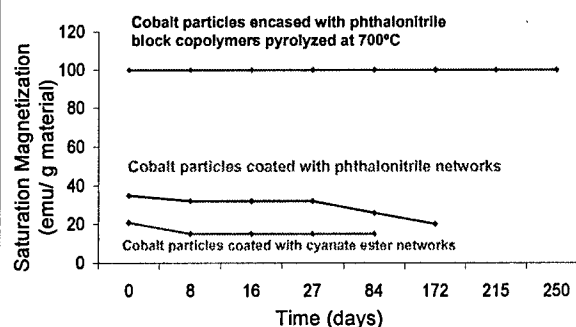 Cobalt particles encased with phthalonitrile
block copolymers pyrolyzed at 700°C
120
100
80
60
40
20
0
Saturation Magnetization
(emu/ g material)
Cobalt particles coated with phthalonitrile networks
Cobalt particles coated with cyanate ester networks
0 8 16 27 84 172 215 250
Time (days)